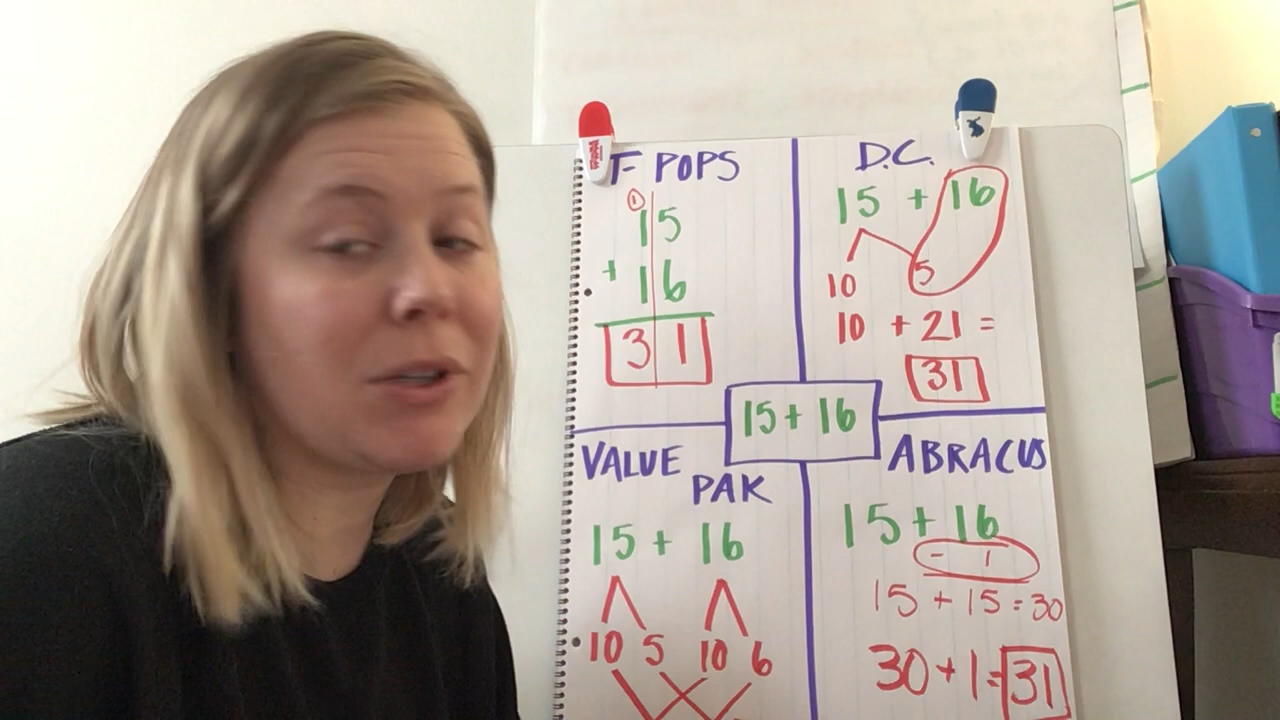 T- POPS
1
15
+ 16
31
D.C.
15 + 16
10 5
10 + 21 =
31
15 + 16
VALUE
PAK
15 + 16
10 5 10 6
ABRACUS
15 + 16
- 1
15 + 15 = 30
30 + 1 = 31